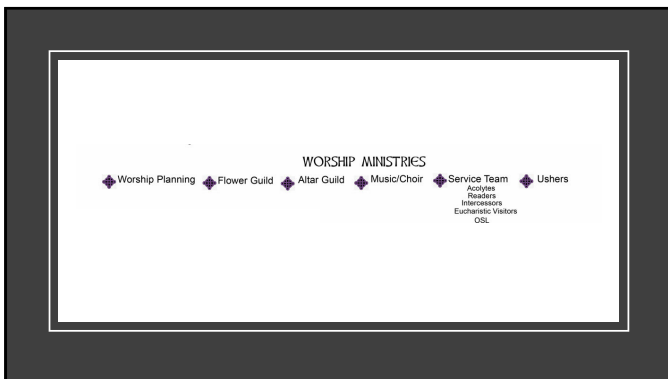 WORSHIP MINISTRIES
Worship Planning Flower Guild Altar Guild Music/Choir Service Team Ushers
Acolytes
Readers
Intercessors
Eucharistic Visitors
OSL